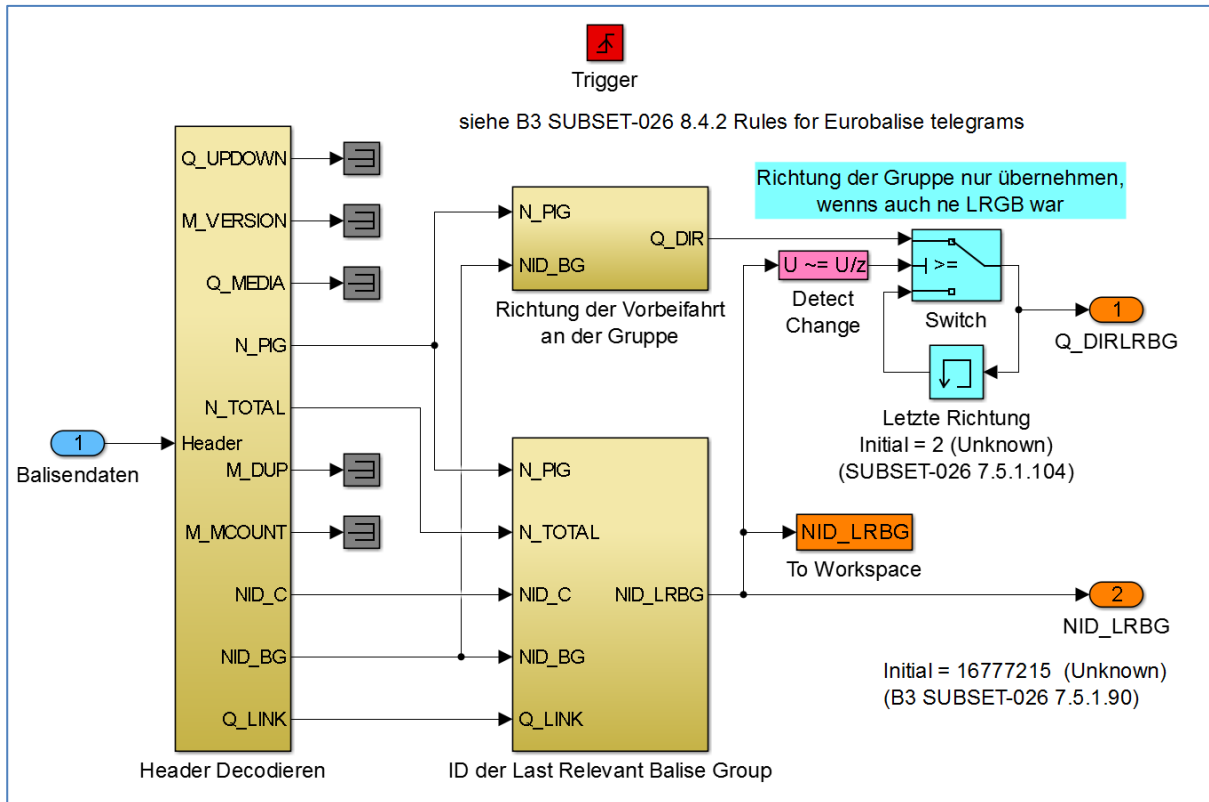 Trigger
siehe B3 SUBSET-026 8.4.2 Rules for Eurobalise telegrams
Q_UPDOWN
M_VERSION
Q_MEDIA
N_PIG
N_TOTAL
Header
M_DUP
M_MCOUNT
NID_C
NID_BG
Q_LINK
Header Decodieren
1
Balisendaten
N_PIG
NID_BG
Q_DIR
Richtung der Vorbeifahrt
an der Gruppe
N_PIG
N_TOTAL
NID_C
NID_BG
Q_LINK
NID_LRBG
ID der Last Relevant Balise Group
Richtung der Gruppe nur übernehmen,
wenns auch ne LRGB war
U ~= U/z
Detect
Change
>=
Switch
1
Q_DIRLRBG
Letzte Richtung
Initial = 2 (Unknown)
(SUBSET-026 7.5.1.104)
NID_LRBG
To Workspace
2
NID_LRBG
Initial = 16777215 (Unknown)
(B3 SUBSET-026 7.5.1.90)